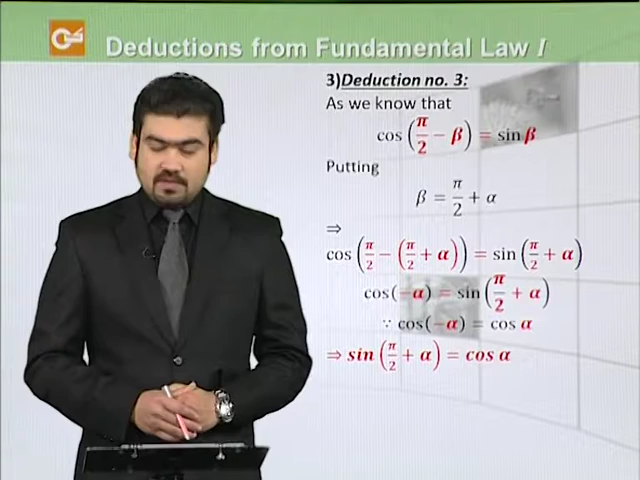 Deductions from Fundamental Law I
3)Deduction no. 3:
As we know that
cos(π/2 − β) = sin β
Putting
β = π/2 + α
⇒
cos(π/2 − (π/2 + α)) = sin(π/2 + α)
cos(−α) = sin(π/2 + α)
∵ cos(−α) = cos α
⇒ sin(π/2 + α) = cos α